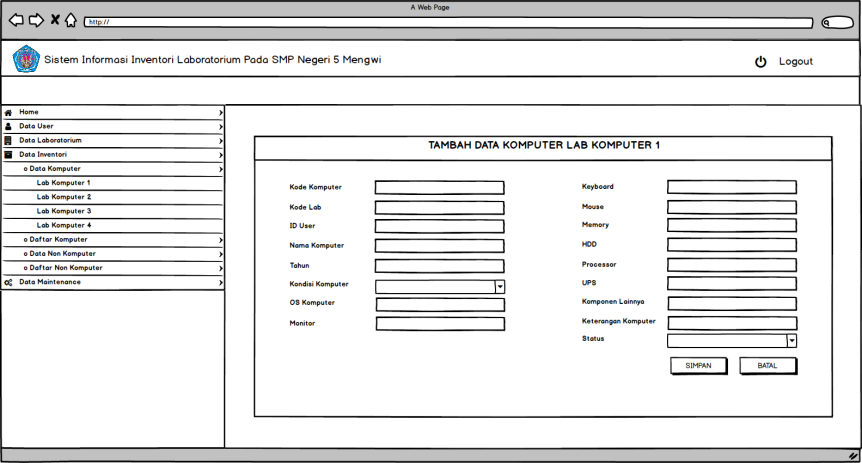 A Web Page
http://
Sistem Informasi Inventori Laboratorium Pada SMP Negeri 5 Mengwi
Logout
Home
Data User
Data Laboratorium
Data Inventori
o Data Komputer
Lab Komputer 1
Lab Komputer 2
Lab Komputer 3
Lab Komputer 4
o Daftar Komputer
o Data Non Komputer
o Daftar Non Komputer
Data Maintenance
TAMBAH DATA KOMPUTER LAB KOMPUTER 1
Kode Komputer
Kode Lab
ID User
Nama Komputer
Tahun
Kondisi Komputer
OS Komputer
Monitor
Keyboard
Mouse
Memory
HDD
Processor
UPS
Komponen Lainnya
Keterangan Komputer
Status
SIMPAN
BATAL